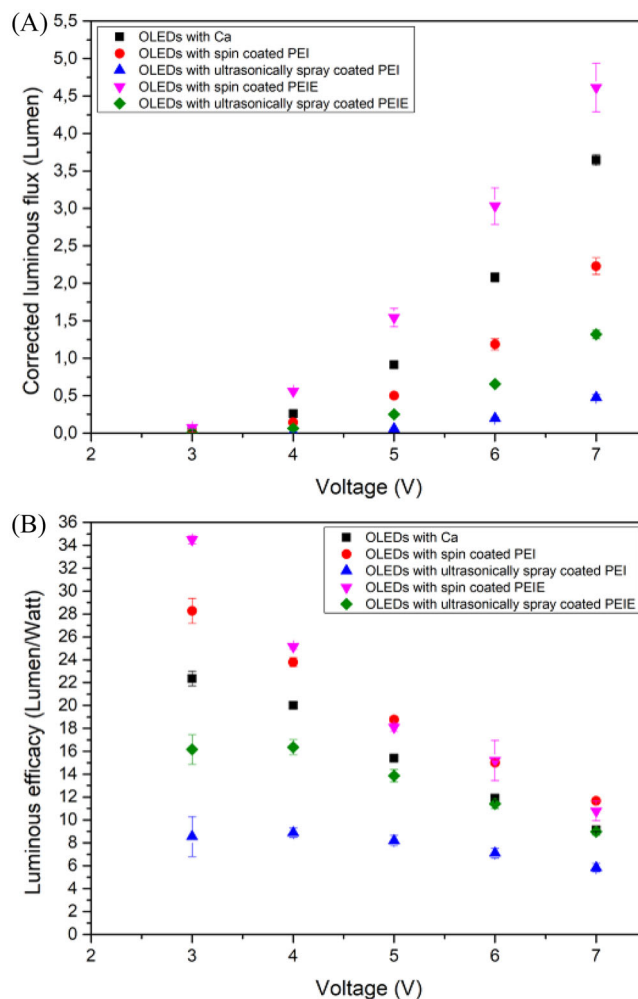 (A)
5,5
5,0
4,5
4,0
3,5
3,0
2,5
2,0
1,5
1,0
0,5
0,0
Corrected luminous flux (Lumen)
OLEDs with Ca
OLEDs with spin coated PEI
OLEDs with ultrasonically spray coated PEI
OLEDs with spin coated PEIE
OLEDs with ultrasonically spray coated PEIE
2 3 4 5 6 7
Voltage (V)
(B)
36
34
32
30
28
26
24
22
20
18
16
14
12
10
8
6
4
2
0
Luminous efficacy (Lumen/Watt)
OLEDs with Ca
OLEDs with spin coated PEI
OLEDs with ultrasonically spray coated PEI
OLEDs with spin coated PEIE
OLEDs with ultrasonically spray coated PEIE
2 3 4 5 6 7
Voltage (V)